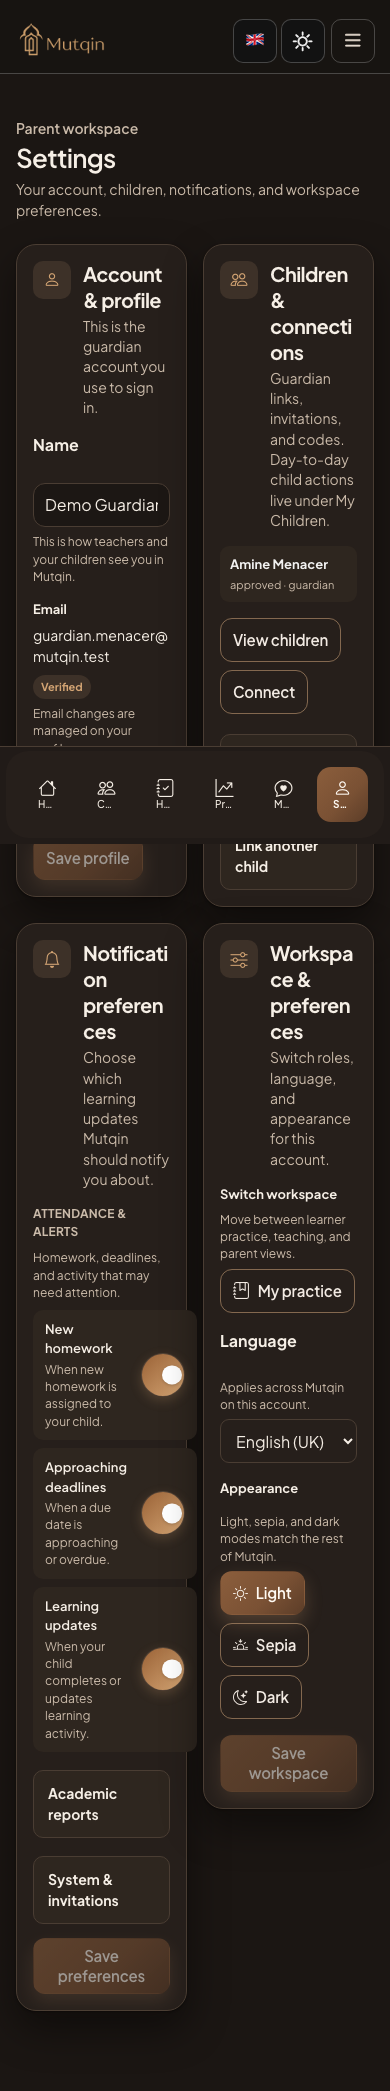 Mutqin
Parent workspace
Settings
Your account, children, notifications, and workspace
preferences.
Account
& profile
This is the
guardian
account you
use to sign
in.
Name
Demo Guardian
This is how teachers and
your children see you in
Mutqin.
Email
guardian.menacer@
mutqin.test
Verified
Email changes are
managed on your
Save profile
Children
&
connecti
ons
Guardian
links,
invitations,
and codes.
Day-to-day
child actions
live under My
Children.
Amine Menacer
approved · guardian
View children
Connect
Link another
child
H...
C...
H...
Pr...
M...
S...
Notificati
on
preferen
ces
Choose
which
learning
updates
Mutqin
should notify
you about.
ATTENDANCE &
ALERTS
Homework, deadlines,
and activity that may
need attention.
New
homework
When new
homework is
assigned to
your child.
Approaching
deadlines
When a due
date is
approaching
or overdue.
Learning
updates
When your
child
completes or
updates
learning
activity.
Academic
reports
System &
invitations
Save
preferences
Workspa
ce &
preferen
ces
Switch roles,
language,
and
appearance
for this
account.
Switch workspace
Move between learner
practice, teaching, and
parent views.
My practice
Language
Applies across Mutqin
on this account.
English (UK)
Appearance
Light, sepia, and dark
modes match the rest
of Mutqin.
Light
Sepia
Dark
Save
workspace